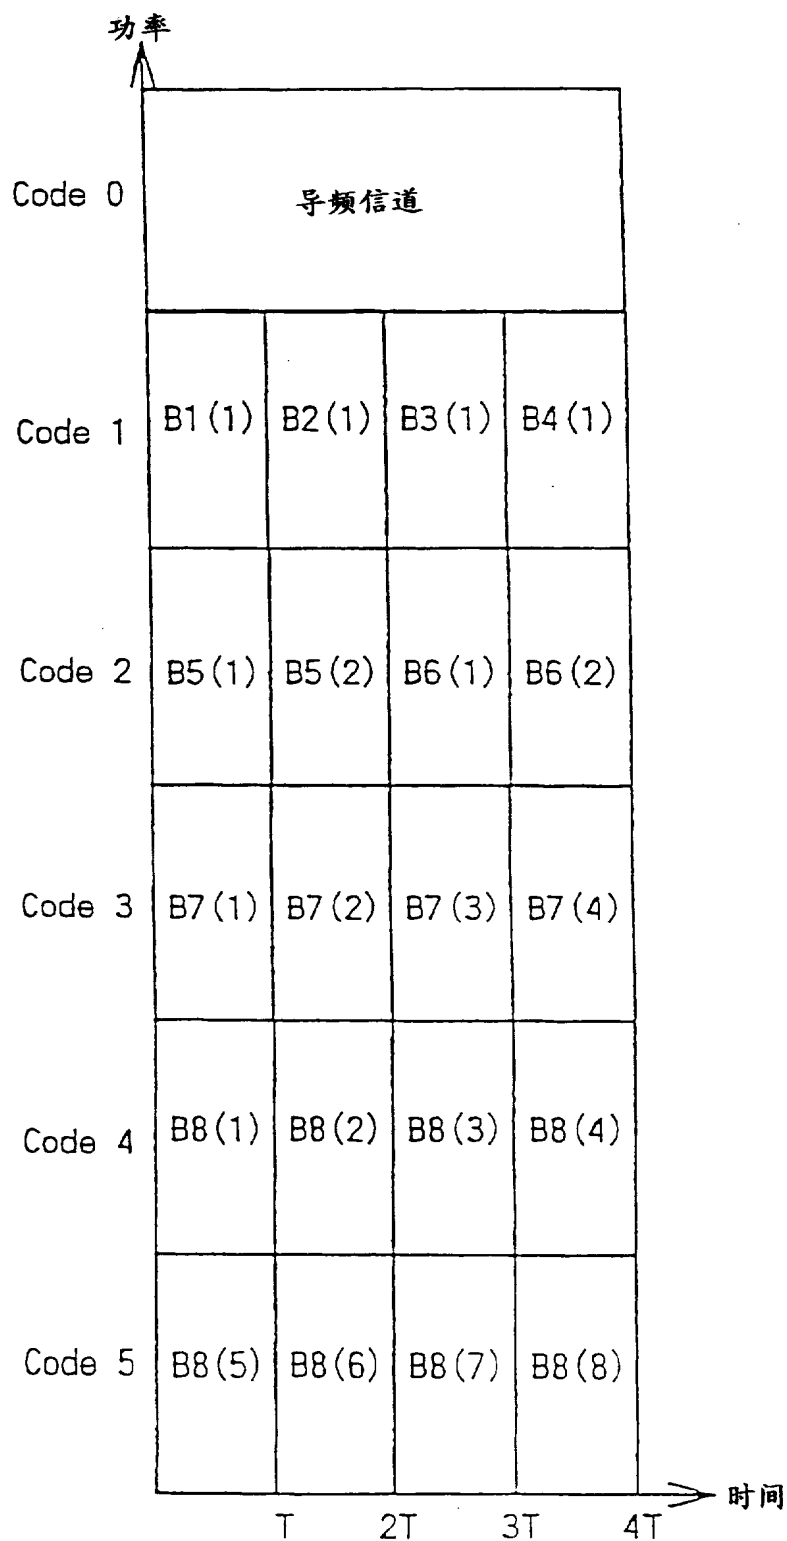 功率
Code 0 导频信道
Code 1 B1(1) B2(1) B3(1) B4(1)
Code 2 B5(1) B5(2) B6(1) B6(2)
Code 3 B7(1) B7(2) B7(3) B7(4)
Code 4 B8(1) B8(2) B8(3) B8(4)
Code 5 B8(5) B8(6) B8(7) B8(8)
时间
T 2T 3T 4T